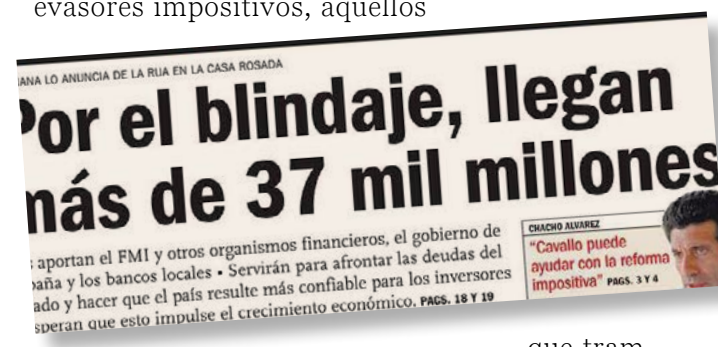 evasores impositivos, aquellos
ANA LO ANUNCIA DE LA RUA EN LA CASA ROSADA
Por el blindaje, llegan
más de 37 mil millones
aportan el FMI y otros organismos financieros, el gobierno de
paña y los bancos locales • Servirán para afrontar las deudas del
ado y hacer que el país resulte más confiable para los inversores
speran que esto impulse el crecimiento económico. PAGS. 18 Y 19
CHACHO ALVAREZ
"Cavallo puede
ayudar con la reforma
impositiva" PAGS. 3 Y 4
que tram